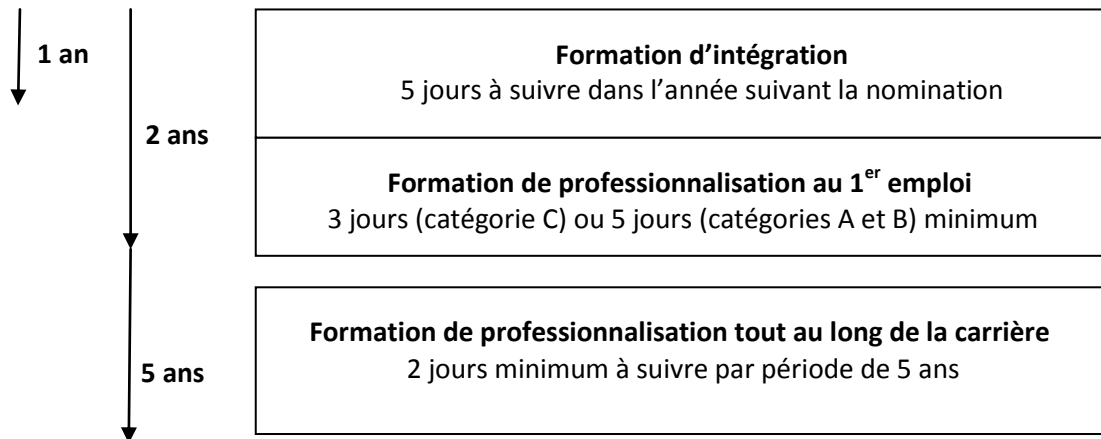 1 an
Formation d’intégration
5 jours à suivre dans l’année suivant la nomination
2 ans
Formation de professionnalisation au 1er emploi
3 jours (catégorie C) ou 5 jours (catégories A et B) minimum
Formation de professionnalisation tout au long de la carrière
2 jours minimum à suivre par période de 5 ans
5 ans